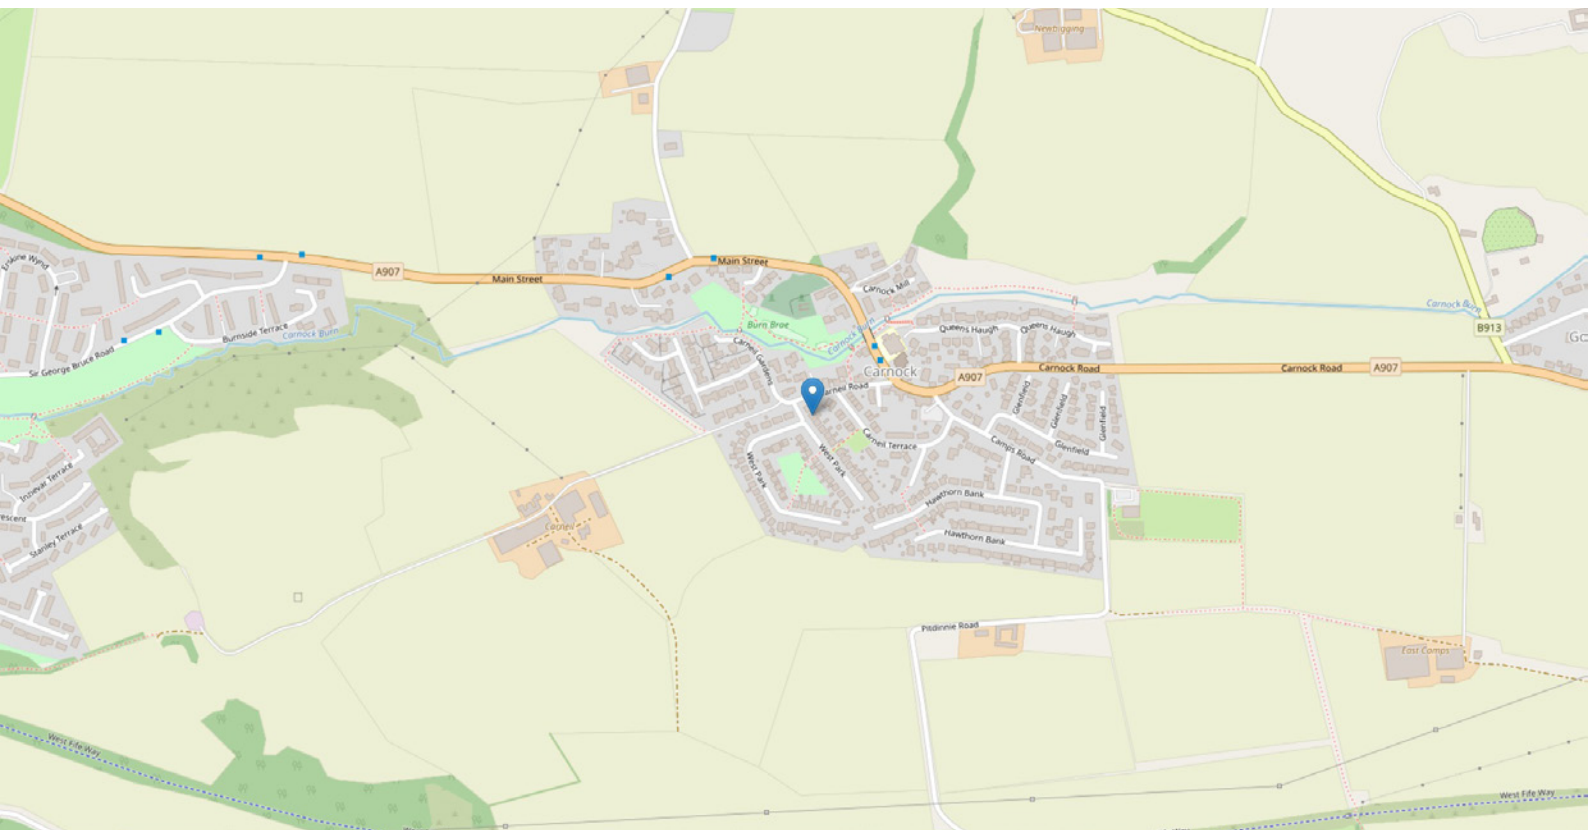 Newbigging
Erskine Wynd
A907
Main Street
Main Street
Carnock Mill
Carnock Burn
B913
Burnside Terrace
Carnock Burn
Burn Brae
Carnock Burn
Queens Haugh
Queens Haugh
Sir George Bruce Road
Carneil Gardens
Carnock
A907
Carnock Road
Carnock Road
A907
Glenfield
Glenfield
Glenfield
Glenfield
Carneil Terrace
Camps Road
West Park
West Park
Inzievar Terrace
Hawthorn Bank
Hawthorn Bank
Stanley Terrace
Carneil
Pitdinnie Road
East Camps
West Fife Way
West Fife Way